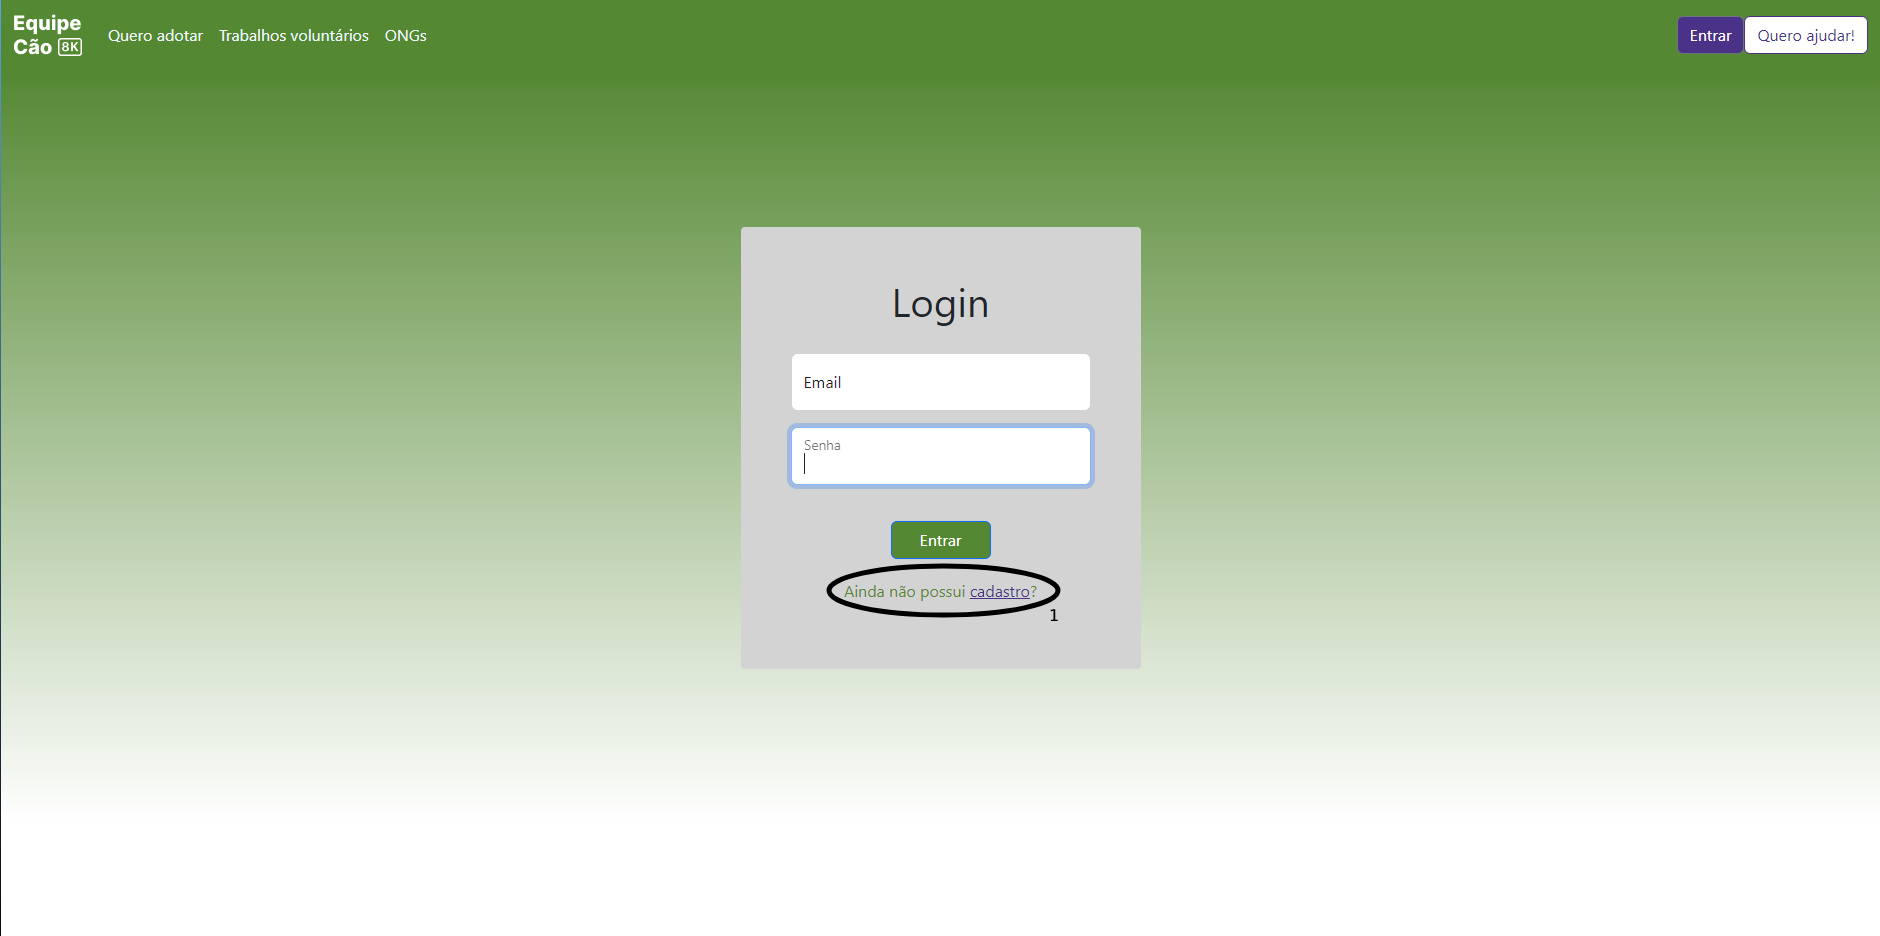 Equipe
Cão 8K
Quero adotar Trabalhos voluntários ONGs
Entrar Quero ajudar!
Login
Email
Senha
Entrar
Ainda não possui cadastro?
1